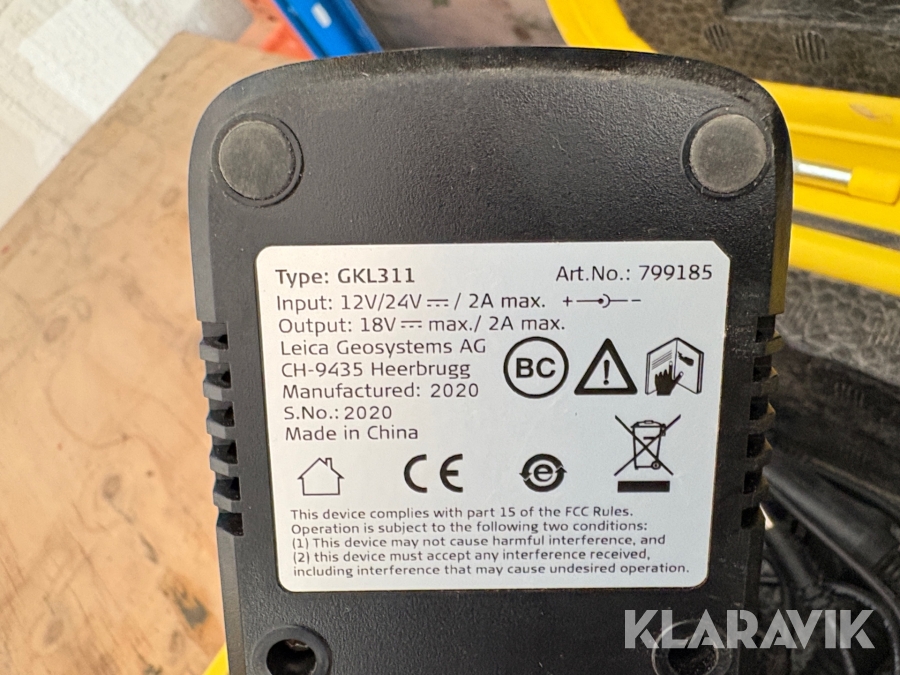 Type: GKL311
Art.No.: 799185
Input: 12V/24V ⎓ / 2A max.
Output: 18V ⎓ max./ 2A max.
Leica Geosystems AG
CH-9435 Heerbrugg
Manufactured: 2020
S.No.: 2020
Made in China
BC
CE
e
This device complies with part 15 of the FCC Rules.
Operation is subject to the following two conditions:
(1) This device may not cause harmful interference, and
(2) this device must accept any interference received,
including interference that may cause undesired operation.
KLARAVIK